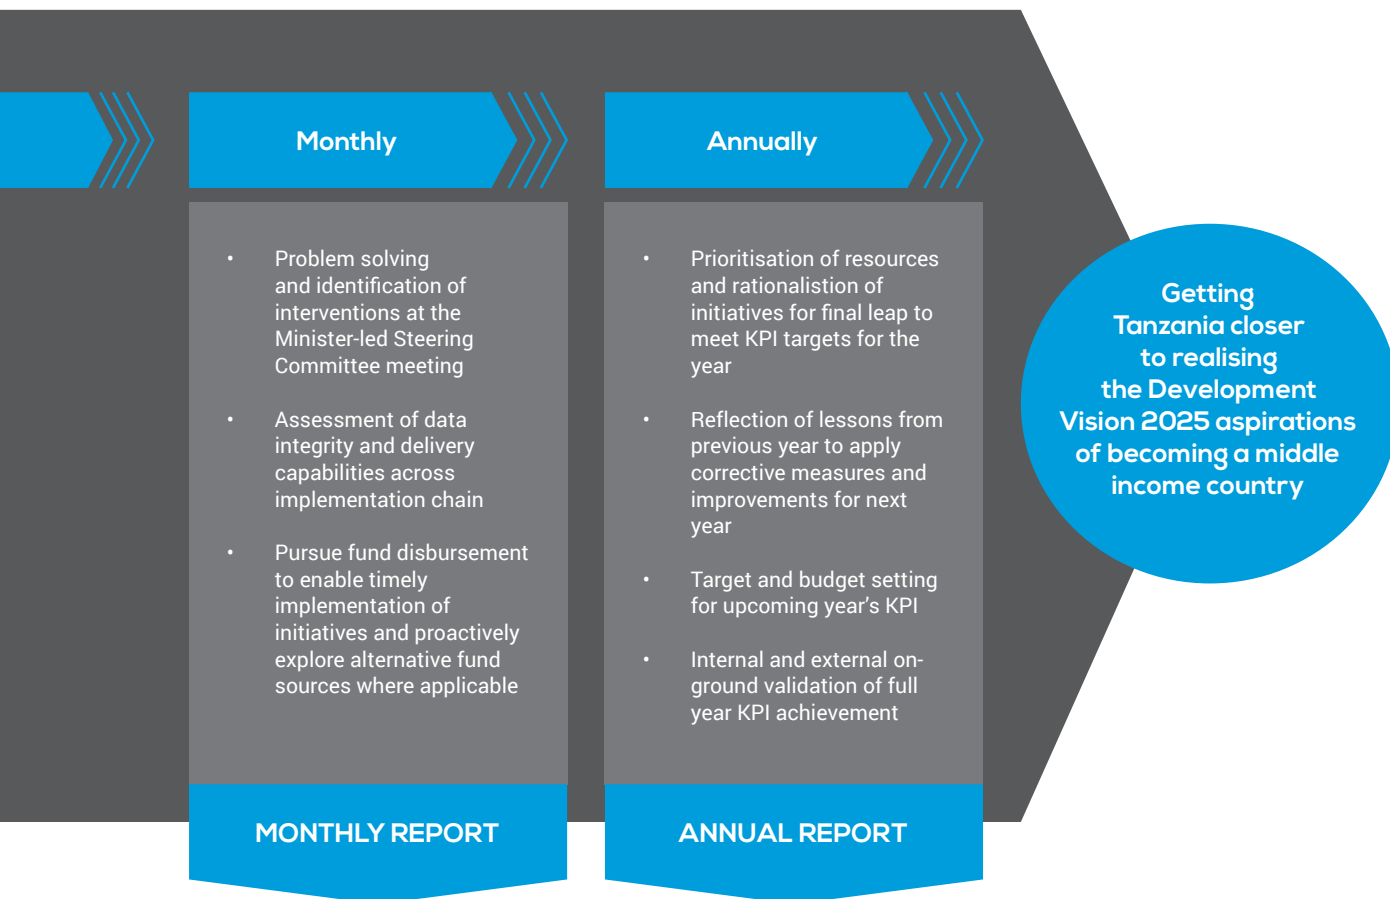 Monthly
• Problem solving
and identification of
interventions at the
Minister-led Steering
Committee meeting
• Assessment of data
integrity and delivery
capabilities across
implementation chain
• Pursue fund disbursement
to enable timely
implementation of
initiatives and proactively
explore alternative fund
sources where applicable
MONTHLY REPORT
Annually
• Prioritisation of resources
and rationalistion of
initiatives for final leap to
meet KPI targets for the
year
• Reflection of lessons from
previous year to apply
corrective measures and
improvements for next
year
• Target and budget setting
for upcoming year's KPI
• Internal and external on-
ground validation of full
year KPI achievement
ANNUAL REPORT
Getting
Tanzania closer
to realising
the Development
Vision 2025 aspirations
of becoming a middle
income country